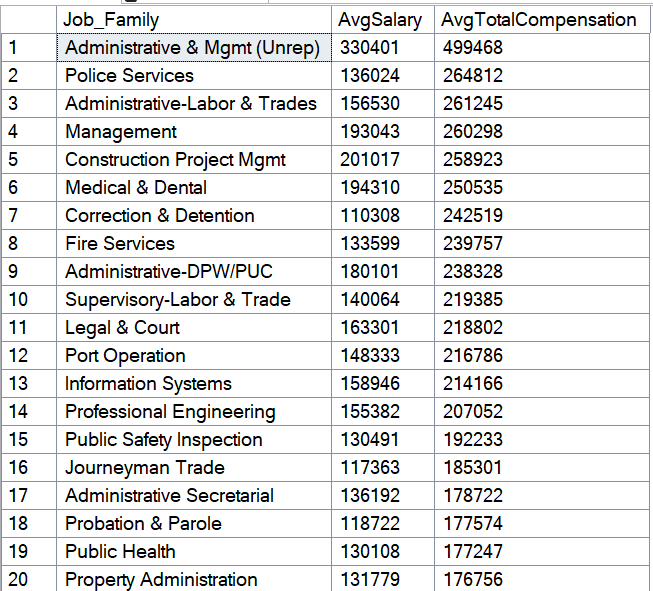 Job_Family AvgSalary AvgTotalCompensation
1 Administrative & Mgmt (Unrep) 330401 499468
2 Police Services 136024 264812
3 Administrative-Labor & Trades 156530 261245
4 Management 193043 260298
5 Construction Project Mgmt 201017 258923
6 Medical & Dental 194310 250535
7 Correction & Detention 110308 242519
8 Fire Services 133599 239757
9 Administrative-DPW/PUC 180101 238328
10 Supervisory-Labor & Trade 140064 219385
11 Legal & Court 163301 218802
12 Port Operation 148333 216786
13 Information Systems 158946 214166
14 Professional Engineering 155382 207052
15 Public Safety Inspection 130491 192233
16 Journeyman Trade 117363 185301
17 Administrative Secretarial 136192 178722
18 Probation & Parole 118722 177574
19 Public Health 130108 177247
20 Property Administration 131779 176756